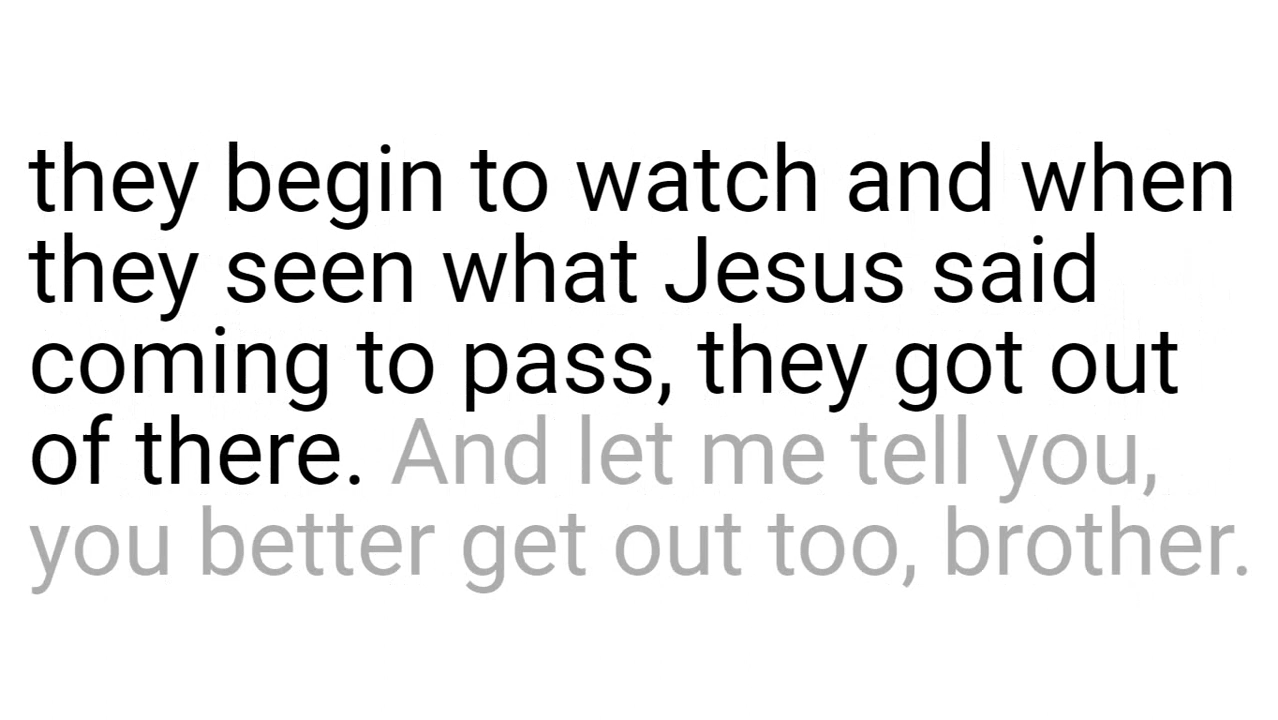 they begin to watch and when
they seen what Jesus said
coming to pass, they got out
of there. And let me tell you,
you better get out too, brother.